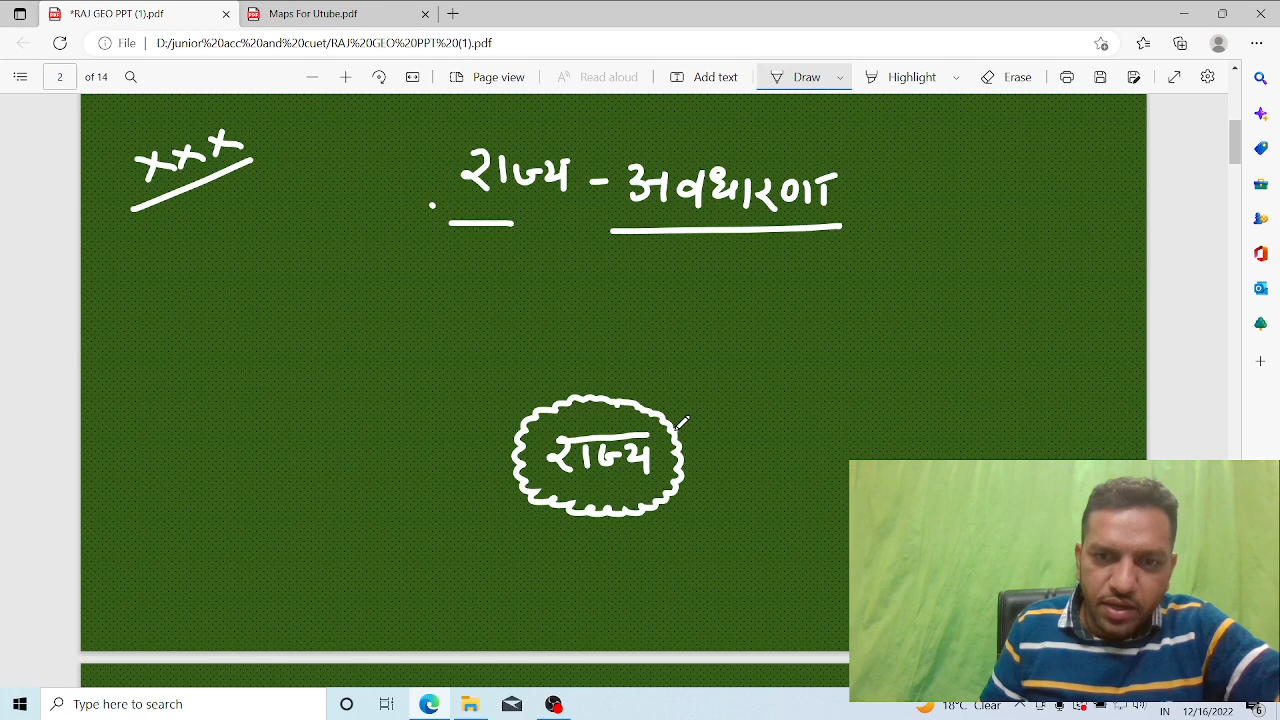 *RAJ GEO PPT (1).pdf
Maps For Utube.pdf
File
D:/junior%20acc%20and%20cuet/RAJ%20GEO%20PPT%20(1).pdf
2 of 14
Page view
Read aloud
Add text
Draw
Highlight
Erase
xxx
राज्य - अवधारणा
राज्य
Type here to search
18°C Clear
IN
12/16/2022
6